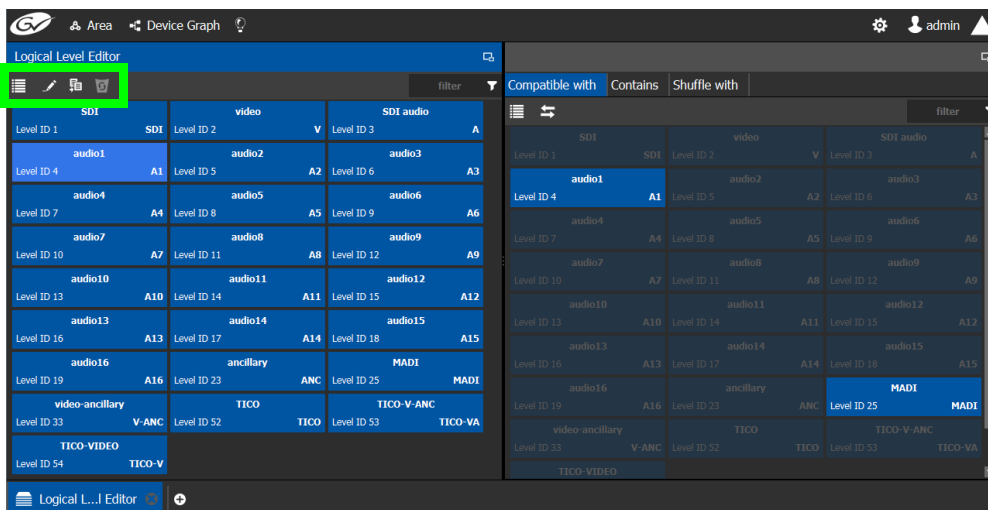 GV Area Device Graph admin
Logical Level Editor
filter
SDI video SDI audio
Level ID 1 SDI Level ID 2 V Level ID 3 A
audio1 audio2 audio3
Level ID 4 A1 Level ID 5 A2 Level ID 6 A3
audio4 audio5 audio6
Level ID 7 A4 Level ID 8 A5 Level ID 9 A6
audio7 audio8 audio9
Level ID 10 A7 Level ID 11 A8 Level ID 12 A9
audio10 audio11 audio12
Level ID 13 A10 Level ID 14 A11 Level ID 15 A12
audio13 audio14 audio15
Level ID 16 A13 Level ID 17 A14 Level ID 18 A15
audio16 ancillary MADI
Level ID 19 A16 Level ID 23 ANC Level ID 25 MADI
video-ancillary TICO TICO-V-ANC
Level ID 33 V-ANC Level ID 52 TICO Level ID 53 TICO-VA
TICO-VIDEO
Level ID 54 TICO-V
Compatible with Contains Shuffle with
filter
SDI video SDI audio
Level ID 1 SDI Level ID 2 V Level ID 3 A
audio1 audio2 audio3
Level ID 4 A1 Level ID 5 A2 Level ID 6 A3
audio4 audio5 audio6
Level ID 7 A4 Level ID 8 A5 Level ID 9 A6
audio7 audio8 audio9
Level ID 10 A7 Level ID 11 A8 Level ID 12 A9
audio10 audio11 audio12
Level ID 13 A10 Level ID 14 A11 Level ID 15 A12
audio13 audio14 audio15
Level ID 16 A13 Level ID 17 A14 Level ID 18 A15
audio16 ancillary MADI
Level ID 19 A16 Level ID 23 ANC Level ID 25 MADI
video-ancillary TICO TICO-V-ANC
Level ID 33 V-ANC Level ID 52 TICO Level ID 53 TICO-VA
TICO-VIDEO
Logical L...l Editor